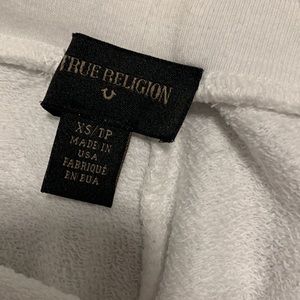 TRUE RELIGION
XS/TP
MADE IN
USA
FABRIQUÉ
EN EUA